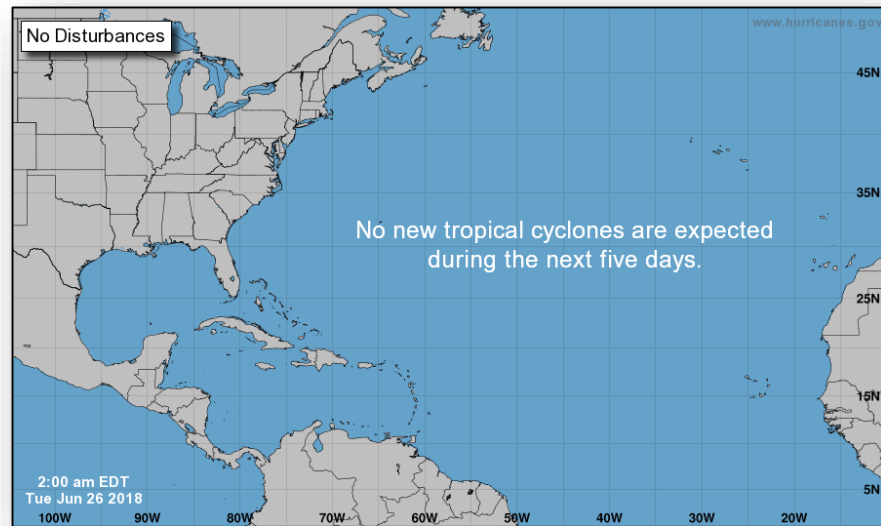 No Disturbances
www.hurricanes.gov
45N
35N
No new tropical cyclones are expected
during the next five days.
25N
15N
2:00 am EDT
Tue Jun 26 2018
5N
100W 90W 80W 70W 60W 50W 40W 30W 20W